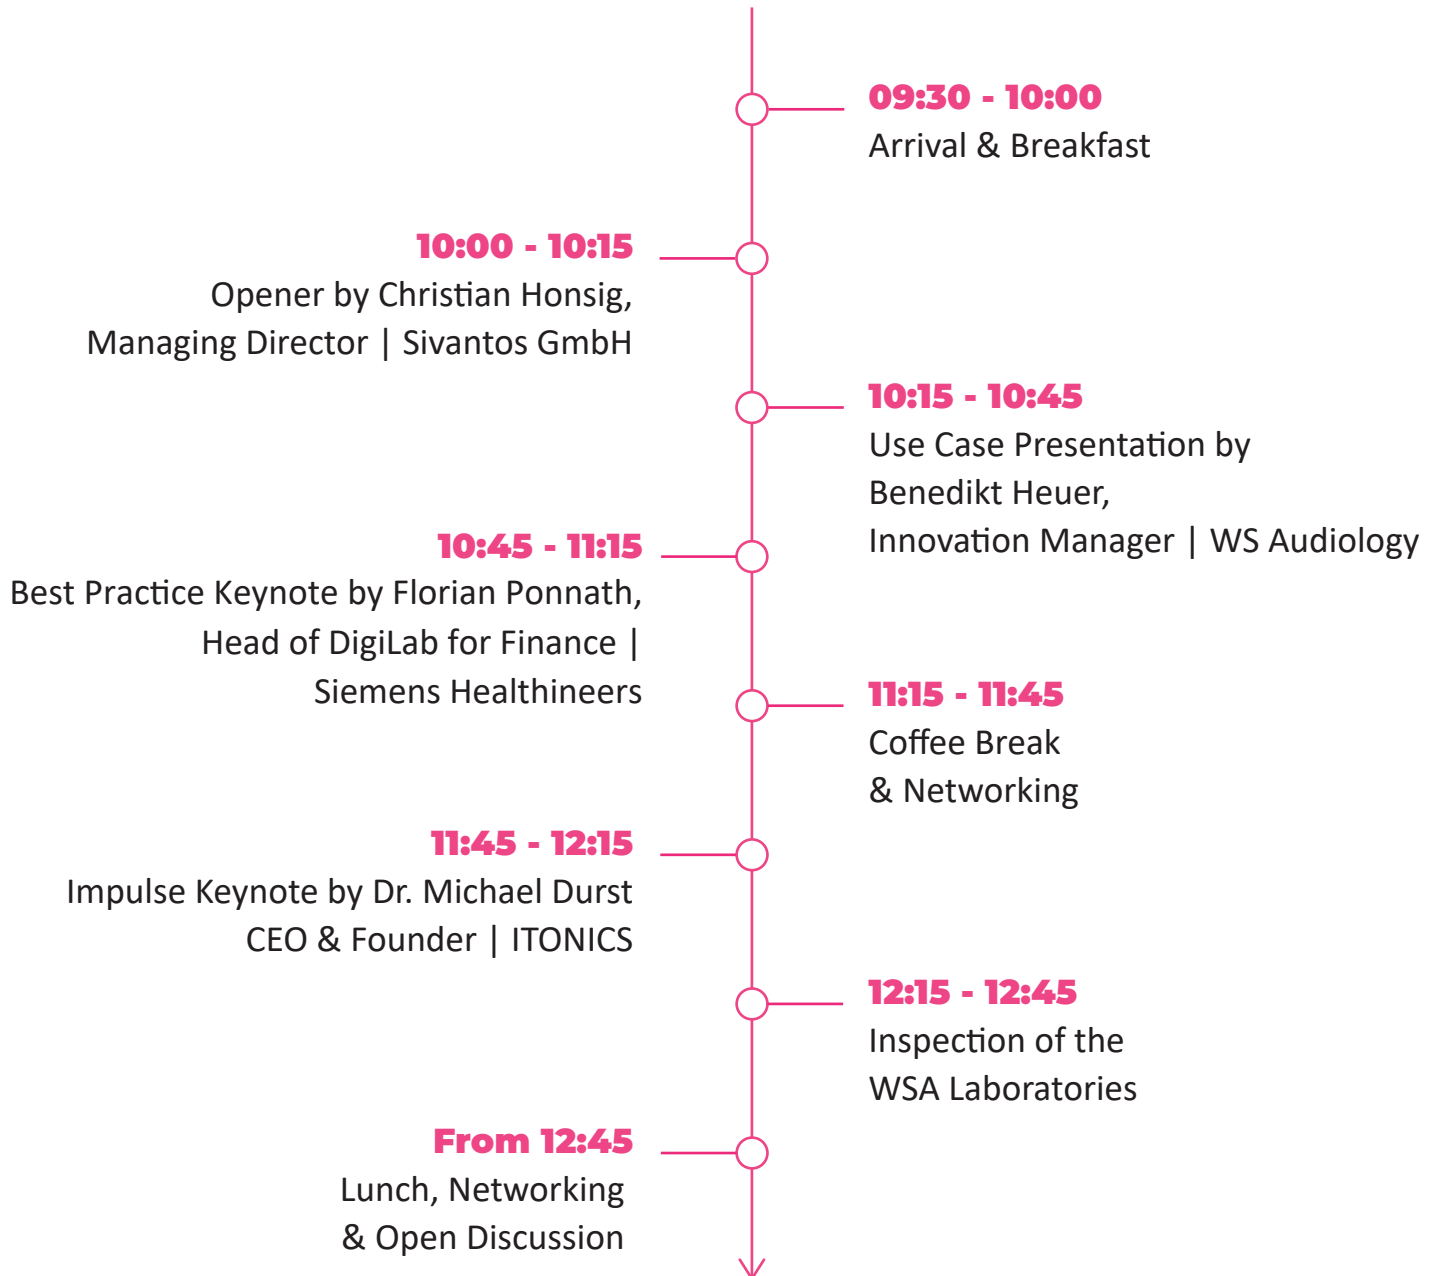 09:30 - 10:00
Arrival & Breakfast
10:00 - 10:15
Opener by Christian Honsig,
Managing Director | Sivantos GmbH
10:15 - 10:45
Use Case Presentation by
Benedikt Heuer,
Innovation Manager | WS Audiology
10:45 - 11:15
Best Practice Keynote by Florian Ponnath,
Head of DigiLab for Finance |
Siemens Healthineers
11:15 - 11:45
Coffee Break
& Networking
11:45 - 12:15
Impulse Keynote by Dr. Michael Durst
CEO & Founder | ITONICS
12:15 - 12:45
Inspection of the
WSA Laboratories
From 12:45
Lunch, Networking
& Open Discussion